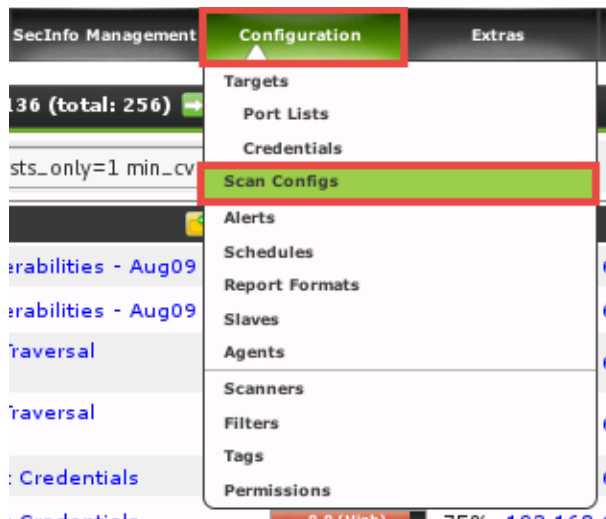 SecInfo Management Configuration Extras
136 (total: 256)
sts_only=1 min_cv
Targets
Port Lists
Credentials
Scan Configs
Alerts
Schedules
Report Formats
Slaves
Agents
Scanners
Filters
Tags
Permissions
erabilities - Aug09
erabilities - Aug09
Traversal
Traversal
: Credentials